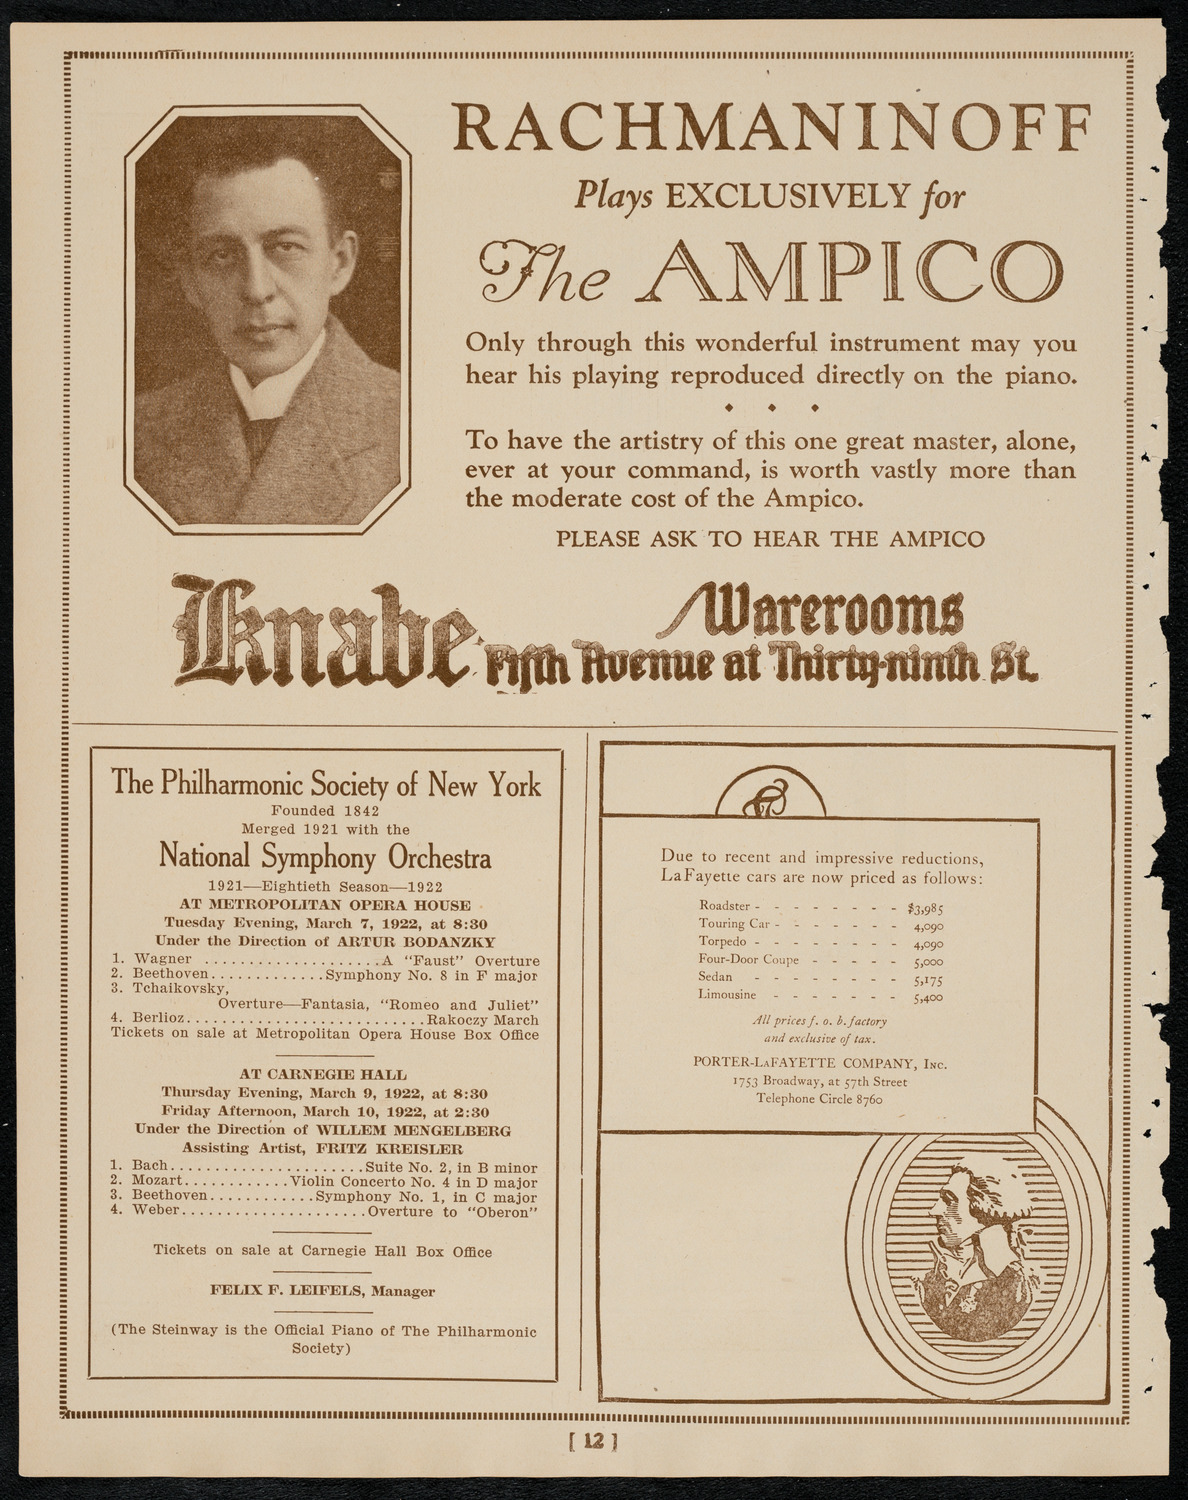 RACHMANINOFF
Plays EXCLUSIVELY for
The AMPICO
Only through this wonderful instrument may you
hear his playing reproduced directly on the piano.
To have the artistry of this one great master, alone,
ever at your command, is worth vastly more than
the moderate cost of the Ampico.
PLEASE ASK TO HEAR THE AMPICO
Knabe Warerooms
Fifth Avenue at Thirty-ninth St.
The Philharmonic Society of New York
Founded 1842
Merged 1921 with the
National Symphony Orchestra
1921—Eightieth Season—1922
AT METROPOLITAN OPERA HOUSE
Tuesday Evening, March 7, 1922, at 8:30
Under the Direction of ARTUR BODANZKY
1. Wagner ....................A "Faust" Overture
2. Beethoven.............Symphony No. 8 in F major
3. Tchaikovsky,
Overture—Fantasia, "Romeo and Juliet"
4. Berlioz...........................Rakoczy March
Tickets on sale at Metropolitan Opera House Box Office
AT CARNEGIE HALL
Thursday Evening, March 9, 1922, at 8:30
Friday Afternoon, March 10, 1922, at 2:30
Under the Direction of WILLEM MENGELBERG
Assisting Artist, FRITZ KREISLER
1. Bach......................Suite No. 2, in B minor
2. Mozart............Violin Concerto No. 4 in D major
3. Beethoven............Symphony No. 1, in C major
4. Weber.....................Overture to "Oberon"
Tickets on sale at Carnegie Hall Box Office
FELIX F. LEIFELS, Manager
(The Steinway is the Official Piano of The Philharmonic
Society)
Due to recent and impressive reductions,
LaFayette cars are now priced as follows:
Roadster - - - - - - - - $3,985
Touring Car - - - - - - - 4,090
Torpedo - - - - - - - - 4,090
Four-Door Coupe - - - - - 5,000
Sedan - - - - - - - - 5,175
Limousine - - - - - - - 5,400
All prices f. o. b. factory
and exclusive of tax.
PORTER-LAFAYETTE COMPANY, INC.
1753 Broadway, at 57th Street
Telephone Circle 8760
[ 12 ]